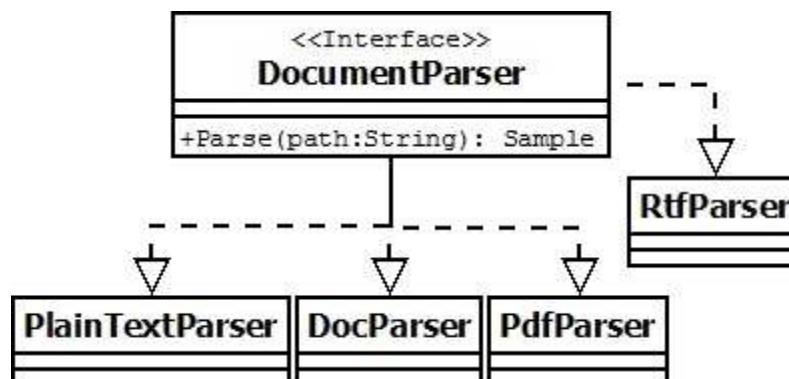 <<Interface>>
DocumentParser
+Parse(path:String): Sample
RtfParser
PlainTextParser
DocParser
PdfParser